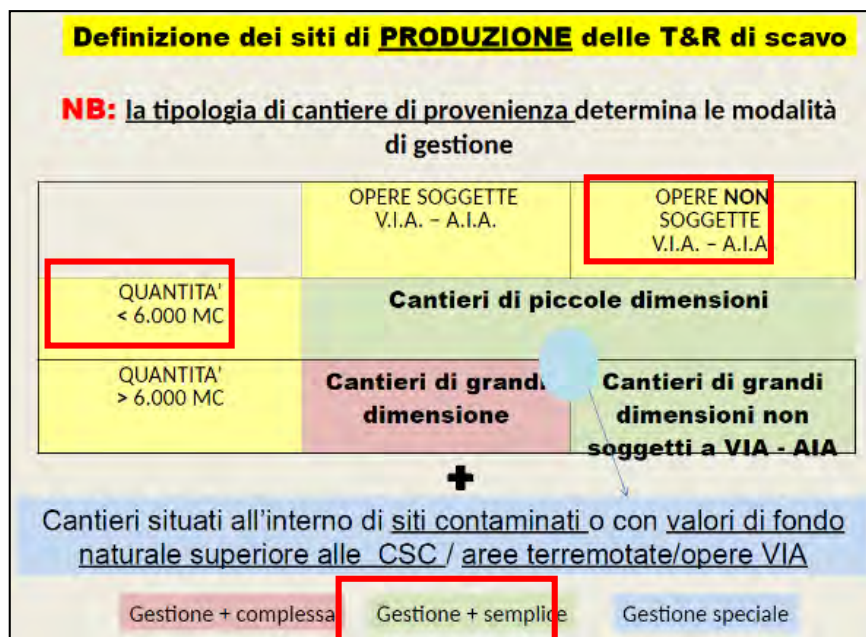 Definizione dei siti di PRODUZIONE delle T&R di scavo
NB: la tipologia di cantiere di provenienza determina le modalità
di gestione
OPERE SOGGETTE
V.I.A. – A.I.A.
OPERE NON
SOGGETTE
V.I.A. – A.I.A
QUANTITA'
< 6.000 MC
Cantieri di piccole dimensioni
QUANTITA'
> 6.000 MC
Cantieri di grandi
dimensione
Cantieri di grandi
dimensioni non
soggetti a VIA - AIA
+
Cantieri situati all'interno di siti contaminati o con valori di fondo
naturale superiore alle CSC / aree terremotate/opere VIA
Gestione + complessa
Gestione + semplice
Gestione speciale